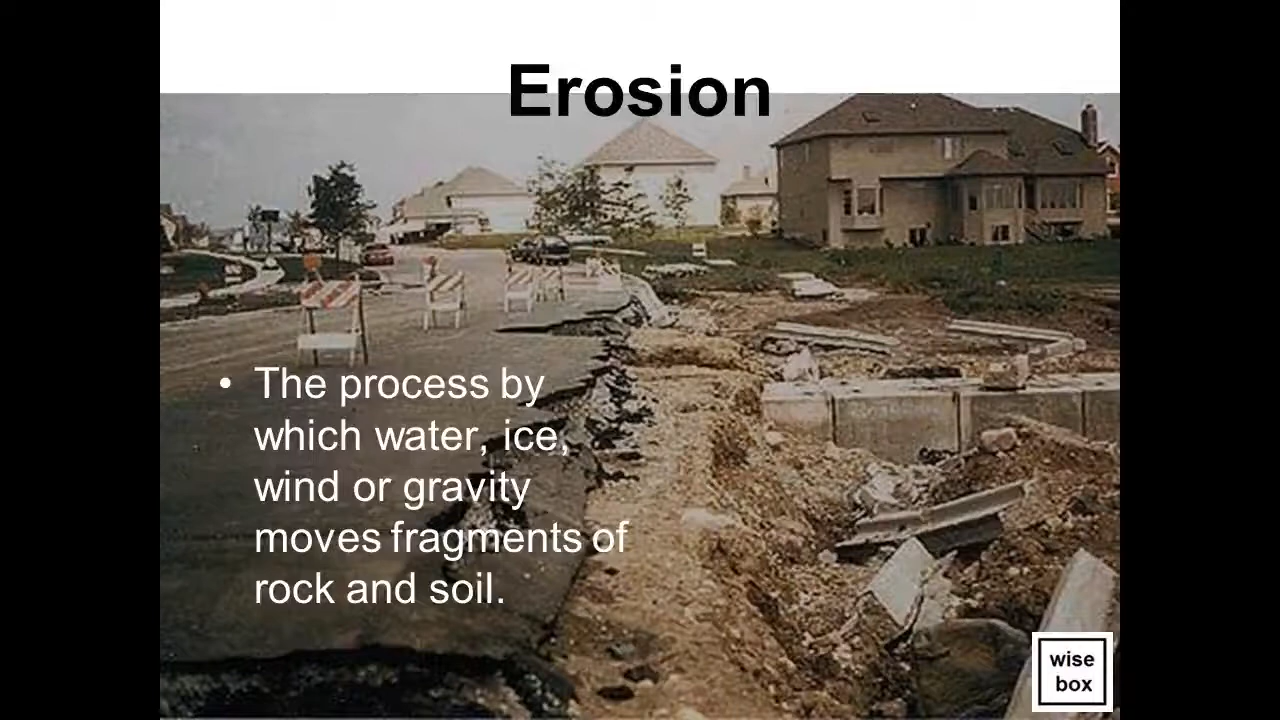 Erosion
• The process by
which water, ice,
wind or gravity
moves fragments of
rock and soil.
wise
box